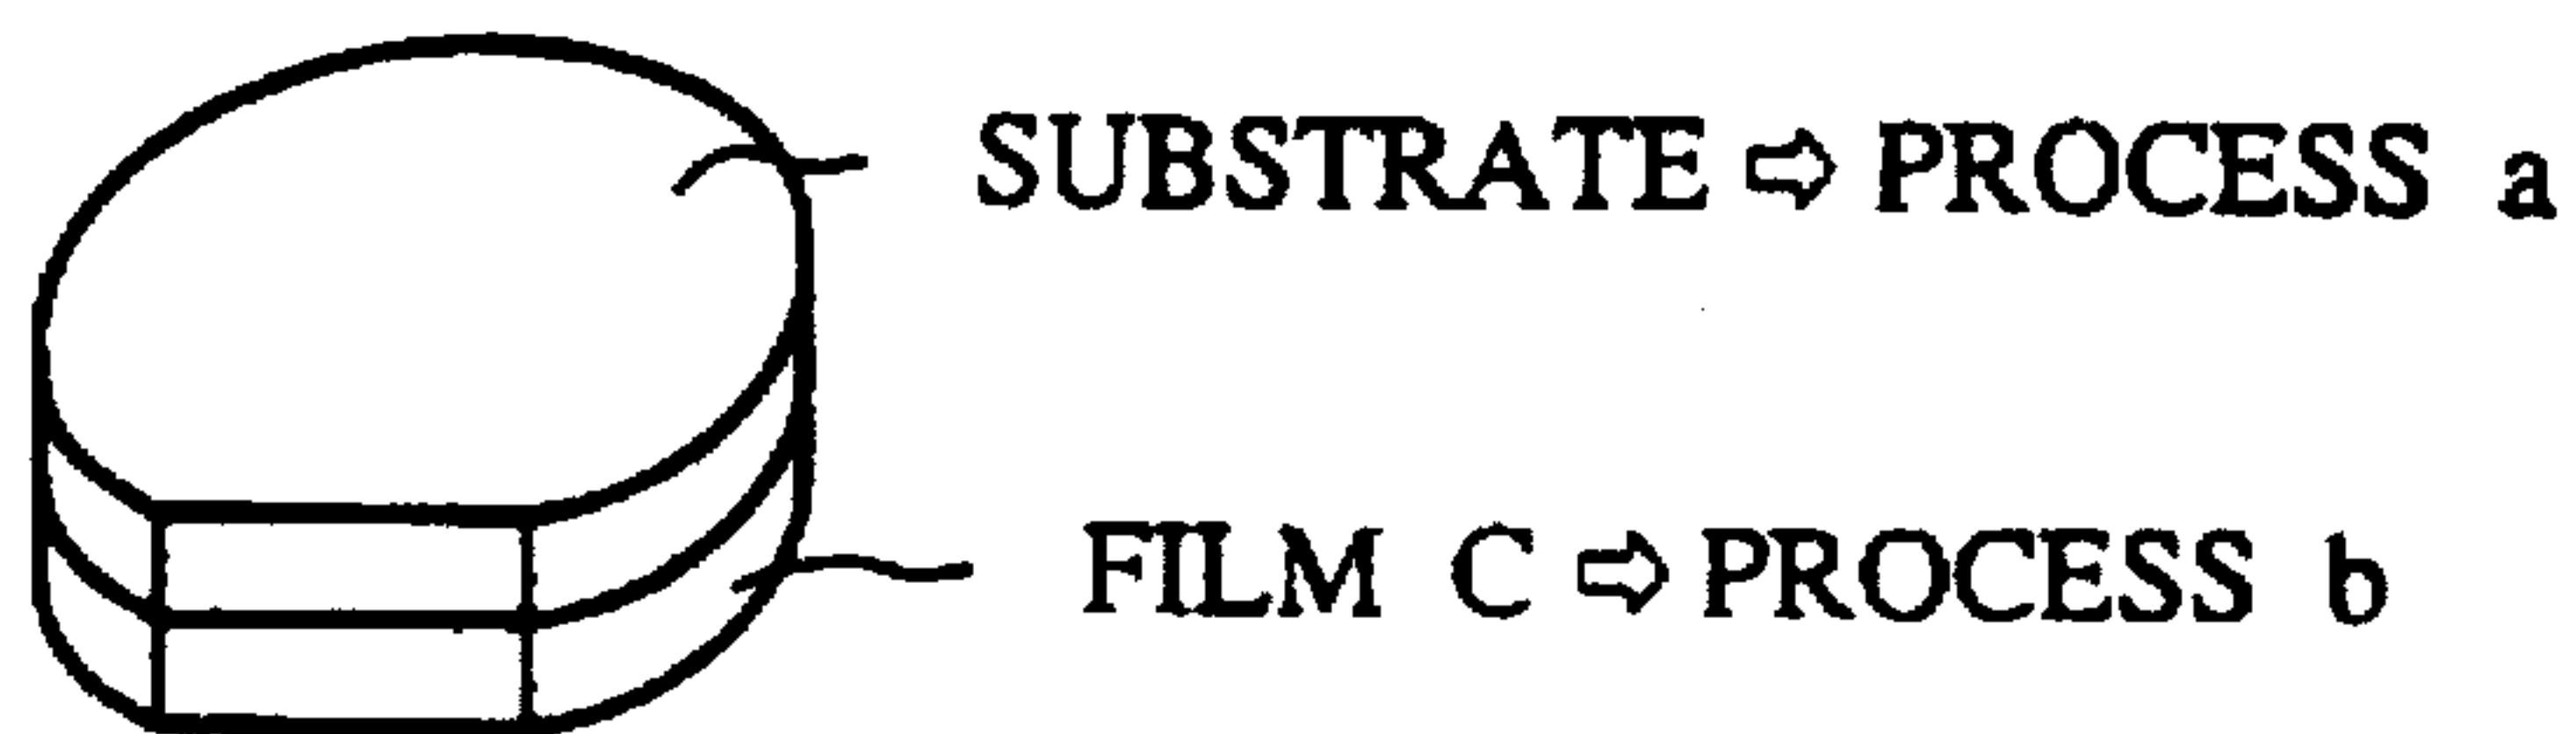 SUBSTRATE ⇨ PROCESS a
FILM C ⇨ PROCESS b